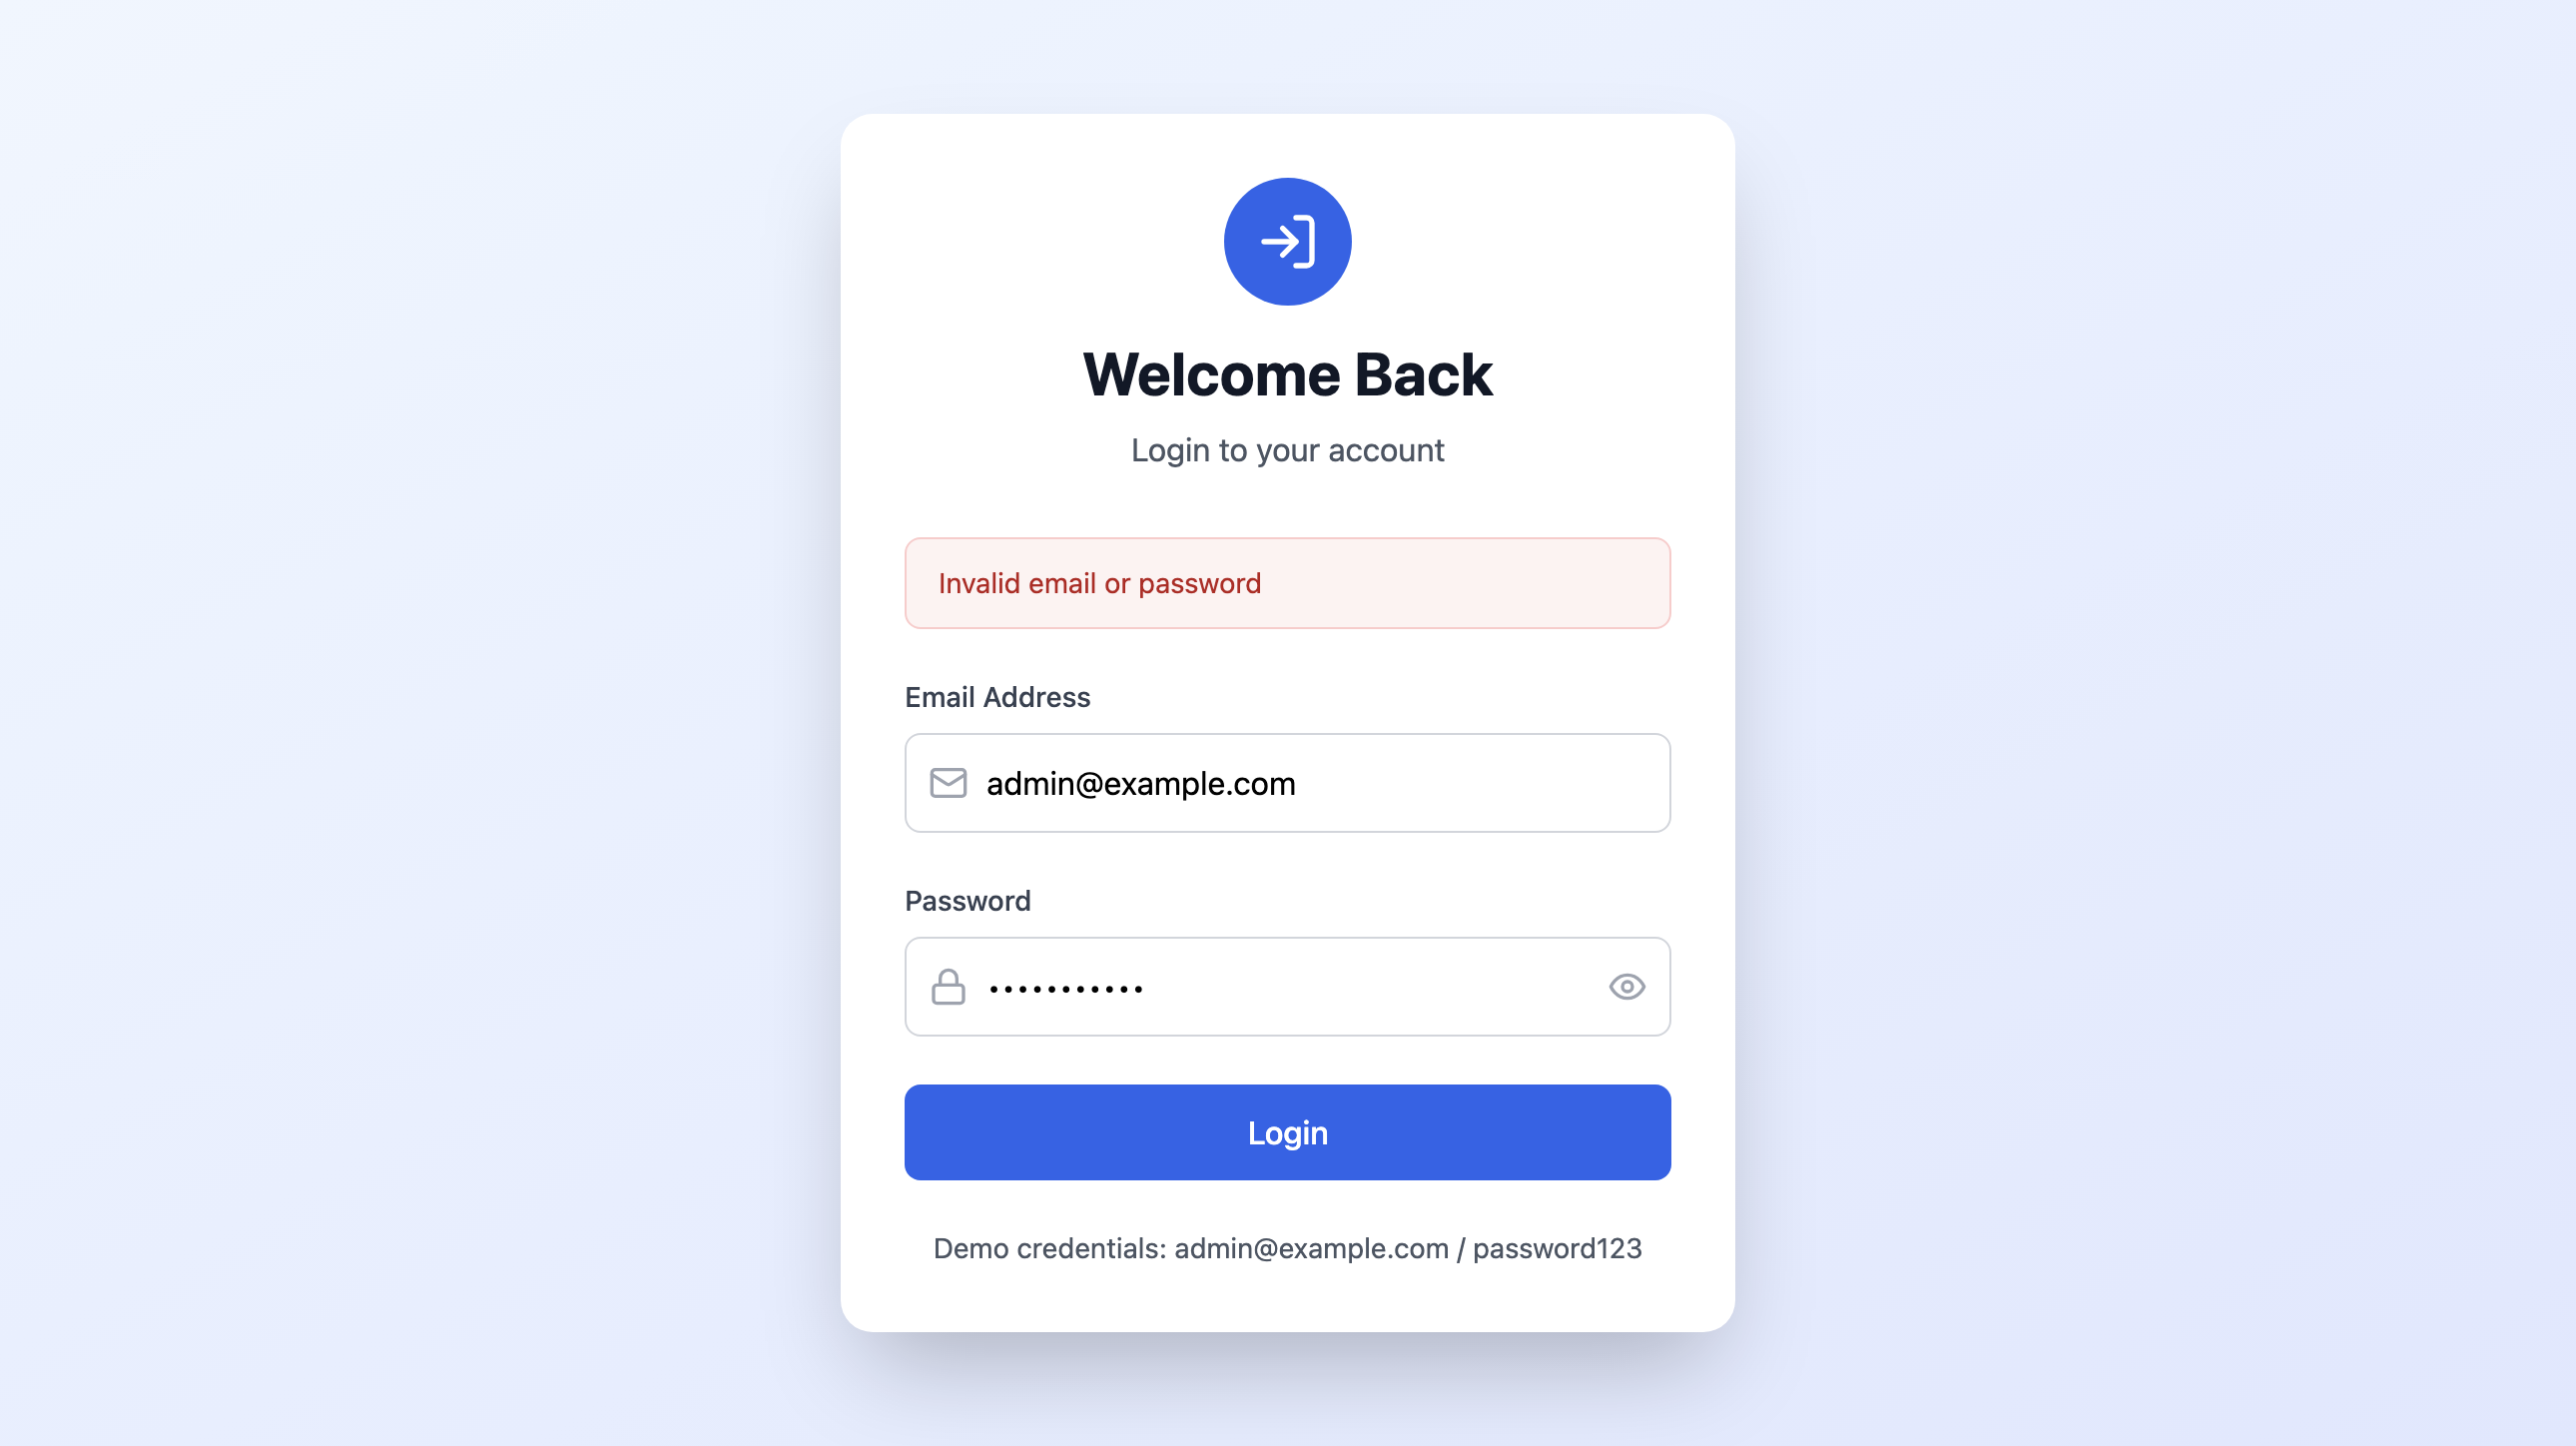 Welcome Back
Login to your account
Invalid email or password
Email Address
admin@example.com
Password
•••••••••••
Login
Demo credentials: admin@example.com / password123